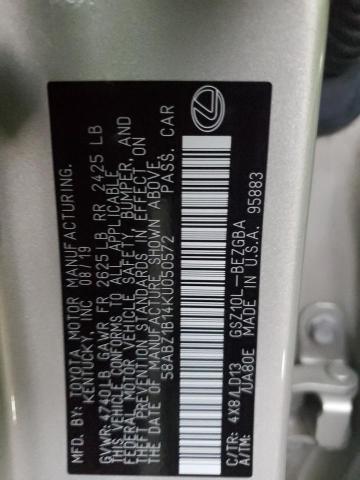 MFD. BY: TOYOTA MOTOR MANUFACTURING.
KENTUCKY, INC 08/19
GVWR: 4740LB GAWR FR 2625LB RR 2425 LB
THIS VEHICLE CONFORMS TO ALL APPLICABLE
FEDERAL MOTOR VEHICLE SAFETY, BUMPER, AND
THEFT PREVENTION STANDARDS IN EFFECT ON
THE DATE OF MANUFACTURE SHOWN ABOVE.
58ABZ1B14KU050572 PASS. CAR
C/TR: 4X8/LD13 GSZ10L-BEZGBA
A/TM: /UA80E MADE IN U.S.A. 95883